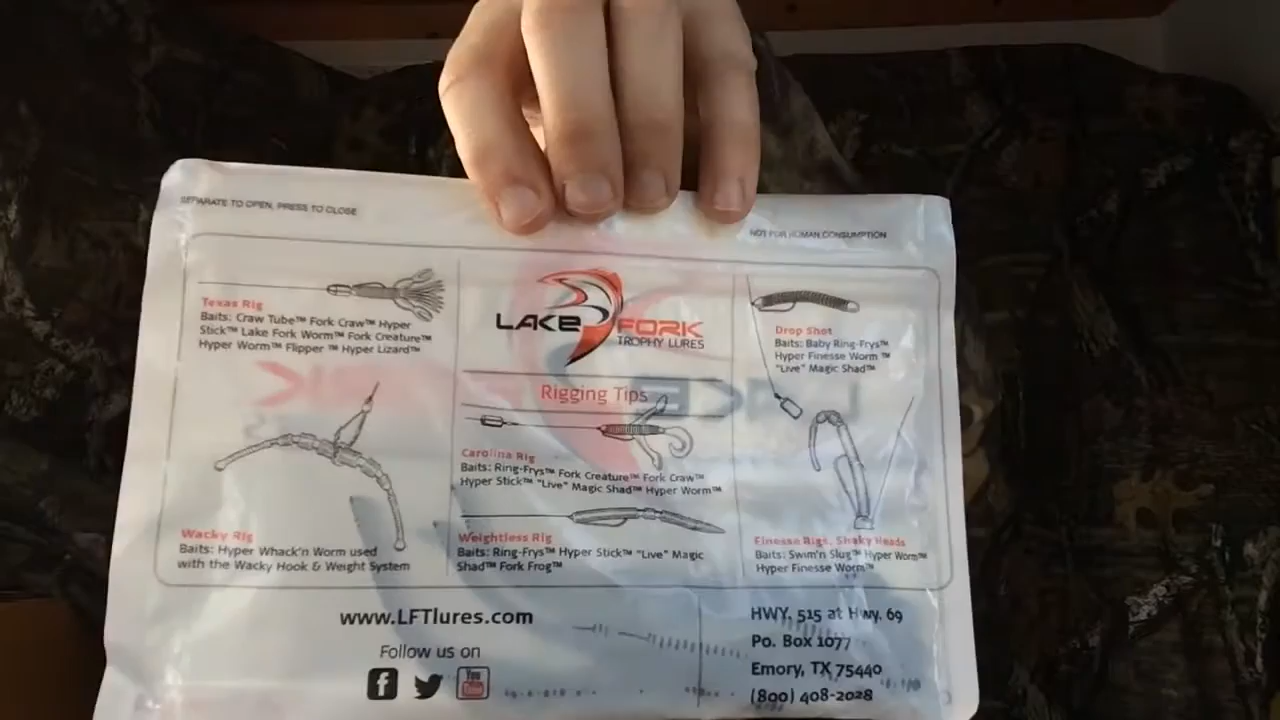 SEPARATE TO OPEN, PRESS TO CLOSE
NOT FOR HUMAN CONSUMPTION
Texas Rig
Baits: Craw Tube™ Fork Craw™ Hyper
Stick™ Lake Fork Worm™ Fork Creature™
Hyper Worm™ Flipper ™ Hyper Lizard™
Wacky Rig
Baits: Hyper Whack'n Worm used
with the Wacky Hook & Weight System
LAKE FORK
TROPHY LURES
Rigging Tips
Carolina Rig
Baits: Ring-Frys™ Fork Creature™ Fork Craw™
Hyper Stick™ "Live" Magic Shad™ Hyper Worm™
Weightless Rig
Baits: Ring-Frys™ Hyper Stick™ "Live" Magic
Shad™ Fork Frog™
Drop Shot
Baits: Baby Ring-Frys™
Hyper Finesse Worm ™
"Live" Magic Shad™
Finesse Rigs, Shaky Heads
Baits: Swim'n Slug™ Hyper Worm™
Hyper Finesse Worm™
www.LFTlures.com
Follow us on
f
You
Tube
HWY. 515 at Hwy. 69
Po. Box 1077
Emory, TX 75440
(800) 408-2028